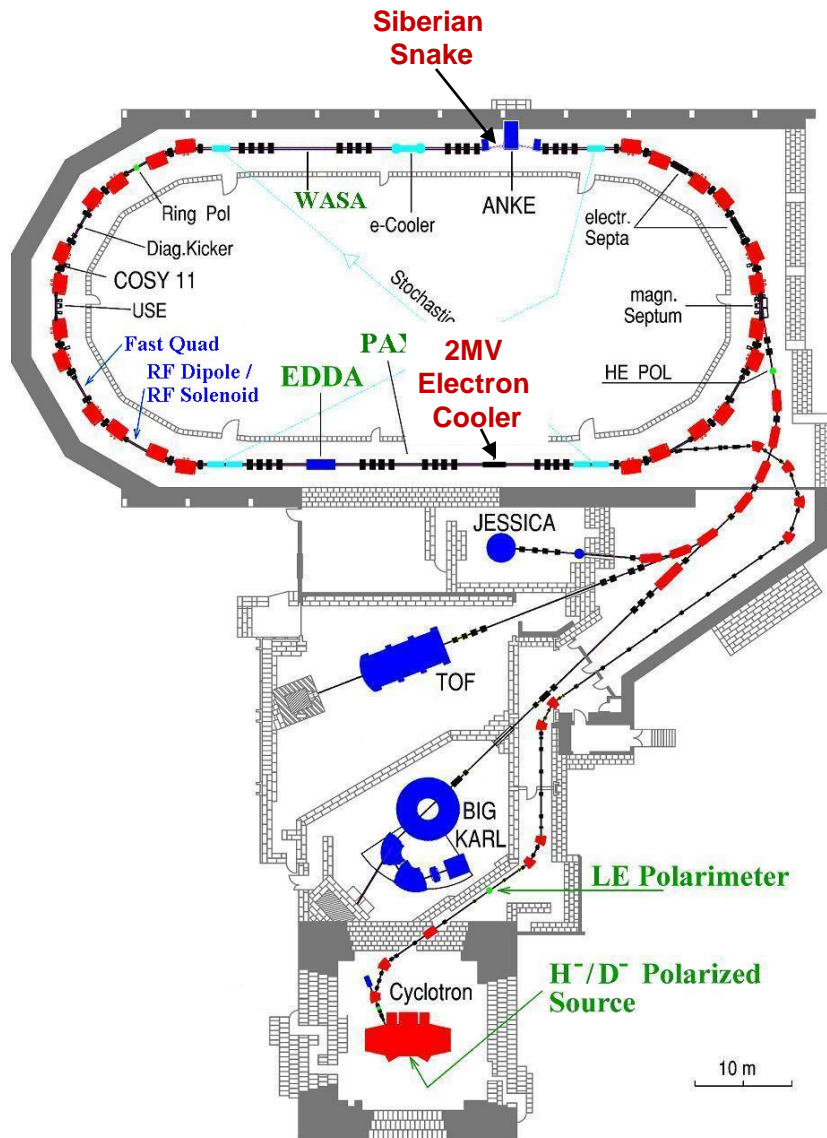 Siberian
Snake
WASA
Ring Pol
e-Cooler
ANKE
electr.
Septa
Diag.Kicker
COSY 11
USE
Stochastic
magn.
Septum
Fast Quad
RF Dipole /
RF Solenoid
EDDA
2MV
Electron
Cooler
HE POL
JESSICA
TOF
BIG
KARL
LE Polarimeter
H⁻/D⁻ Polarized
Source
Cyclotron
10 m